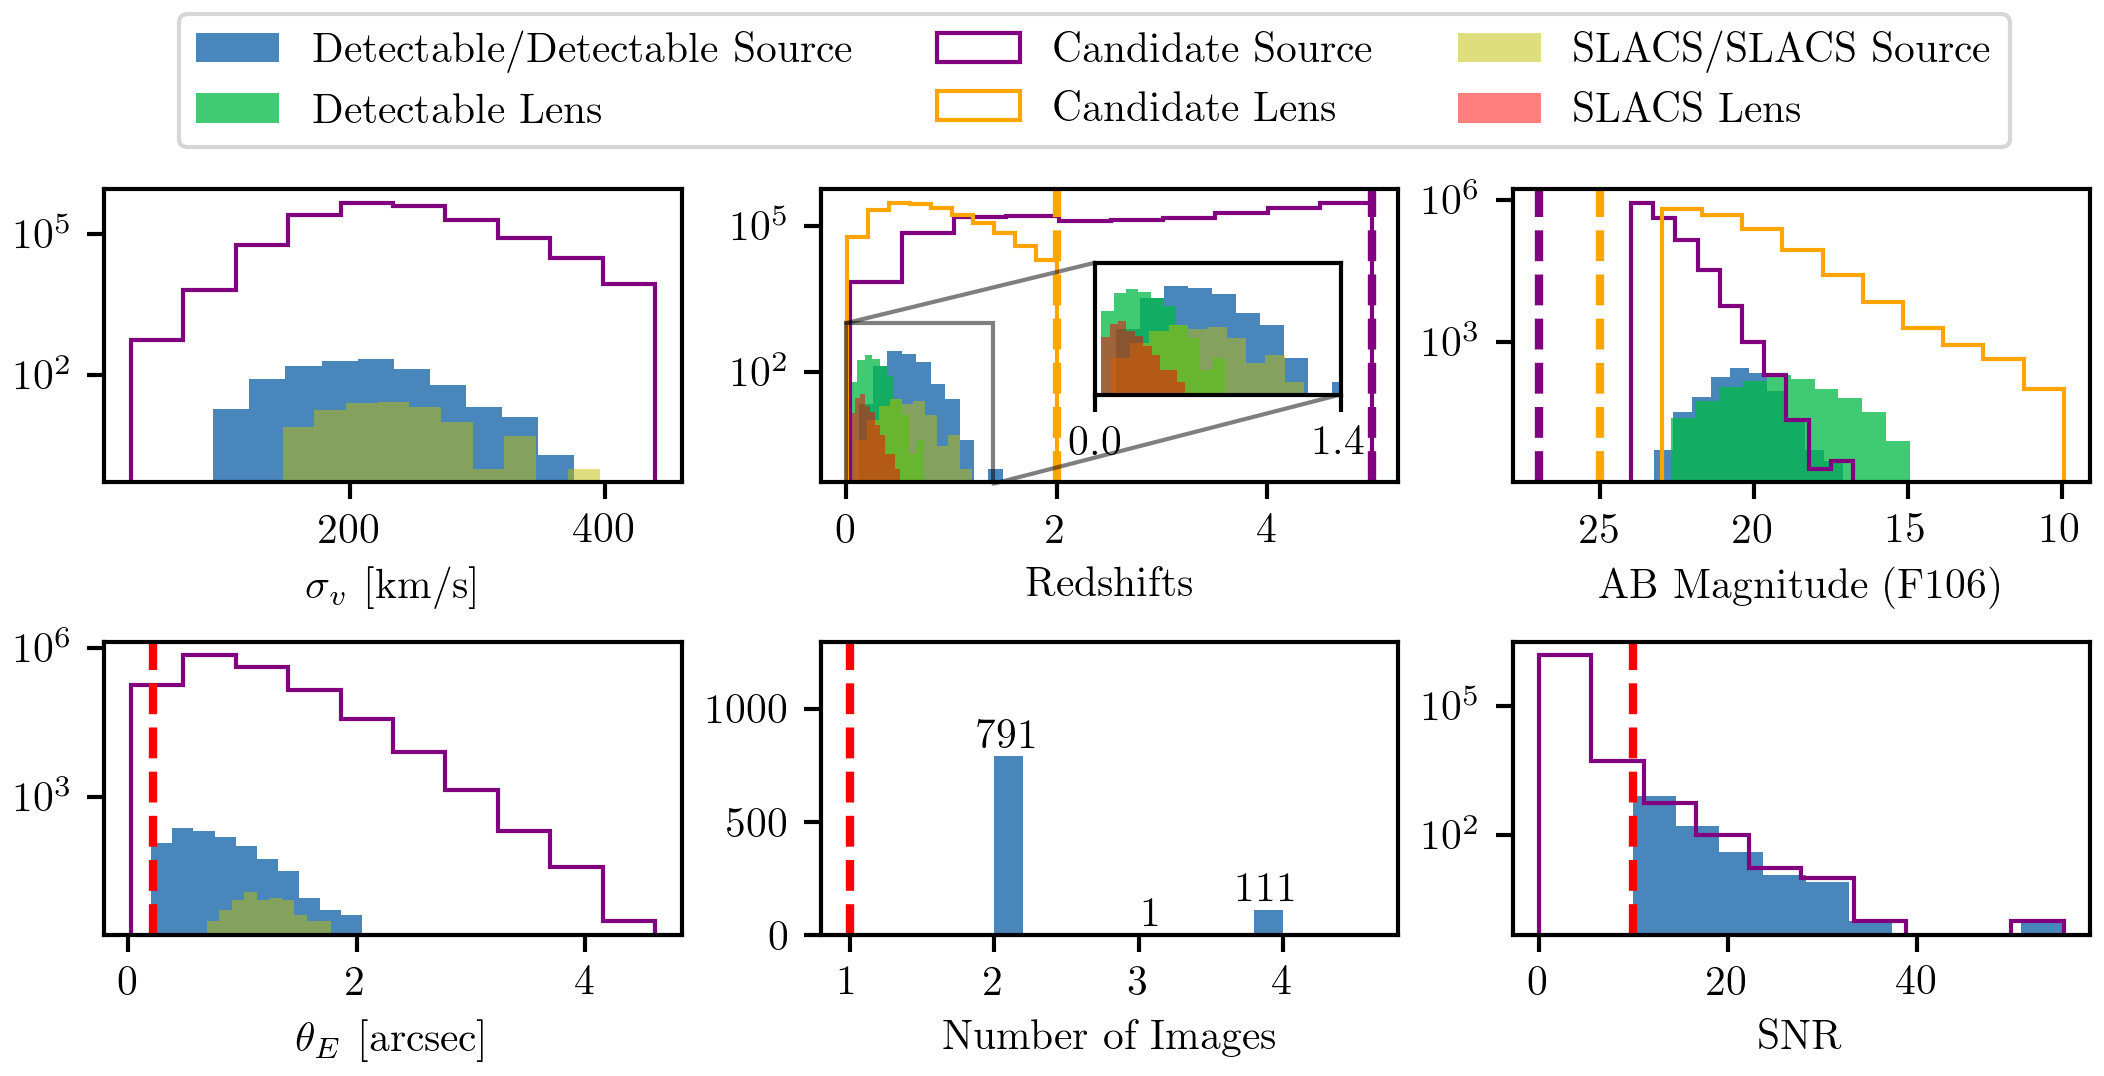 Detectable/Detectable Source
Detectable Lens
Candidate Source
Candidate Lens
SLACS/SLACS Source
SLACS Lens
10^5
10^2
200 400
σ_v [km/s]
10^5
10^2
0.0 1.4
0 2 4
Redshifts
10^6
10^3
25 20 15 10
AB Magnitude (F106)
10^6
10^3
0 2 4
θ_E [arcsec]
1000
500
0
791
1
111
1 2 3 4
Number of Images
10^5
10^2
0 20 40
SNR